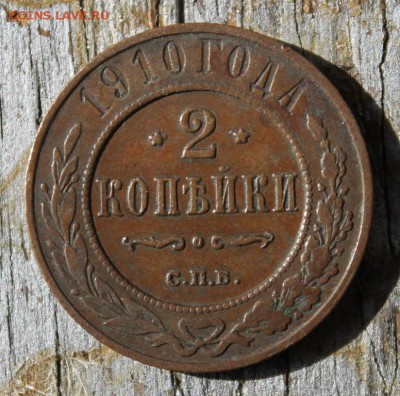 COINS.LAVE.RU
1910 ГОДА
2
КОПѢЙКИ
С.П.Б.